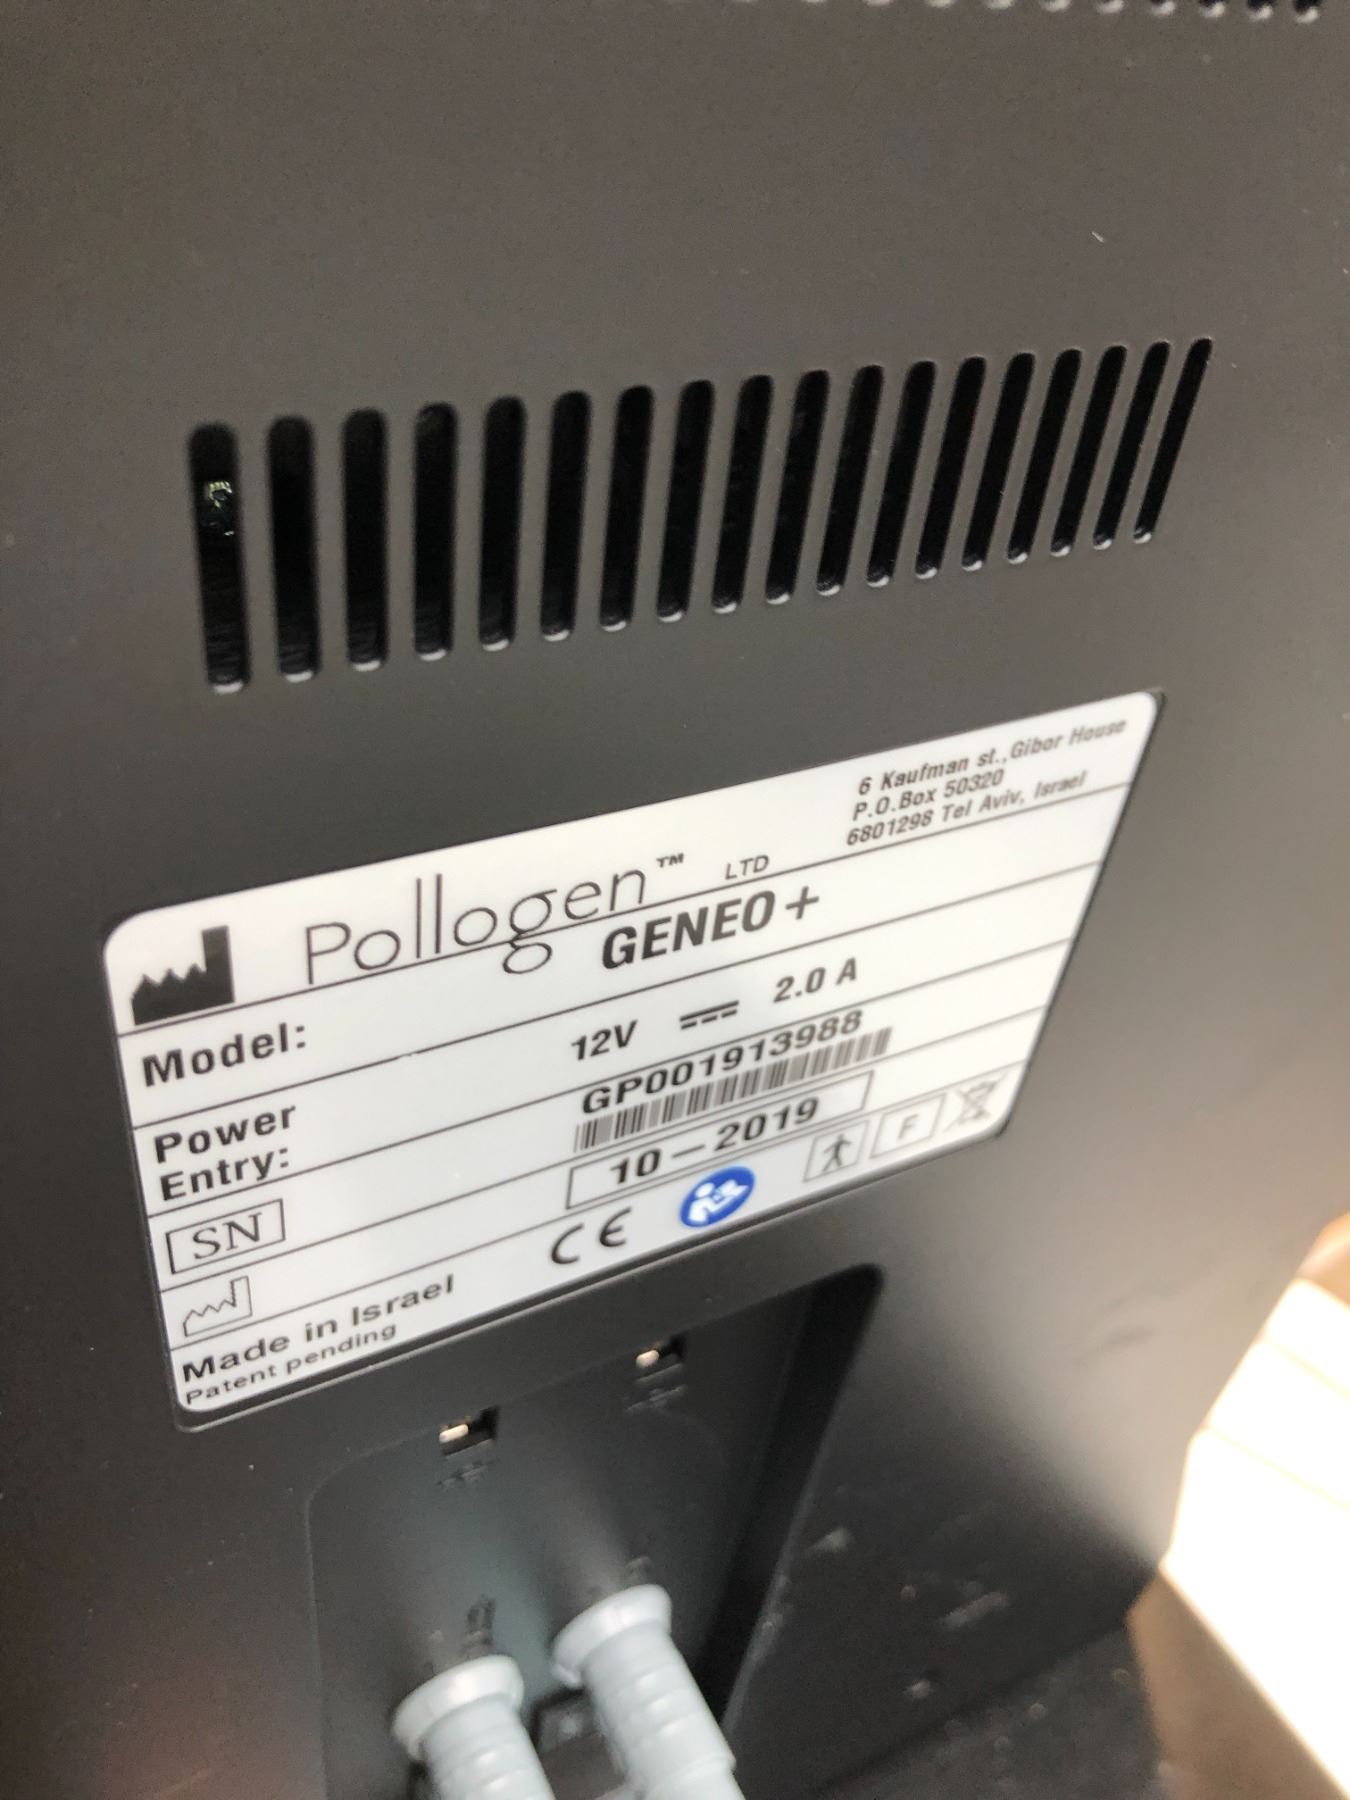 Pollogen™ LTD
6 Kaufman st., Gibor House
P.O.Box 50320
6801298 Tel Aviv, Israel
Model: GENEO+
Power Entry: 12V 2.0 A
SN GP001913988
10-2019
Made in Israel
Patent pending
CE
F